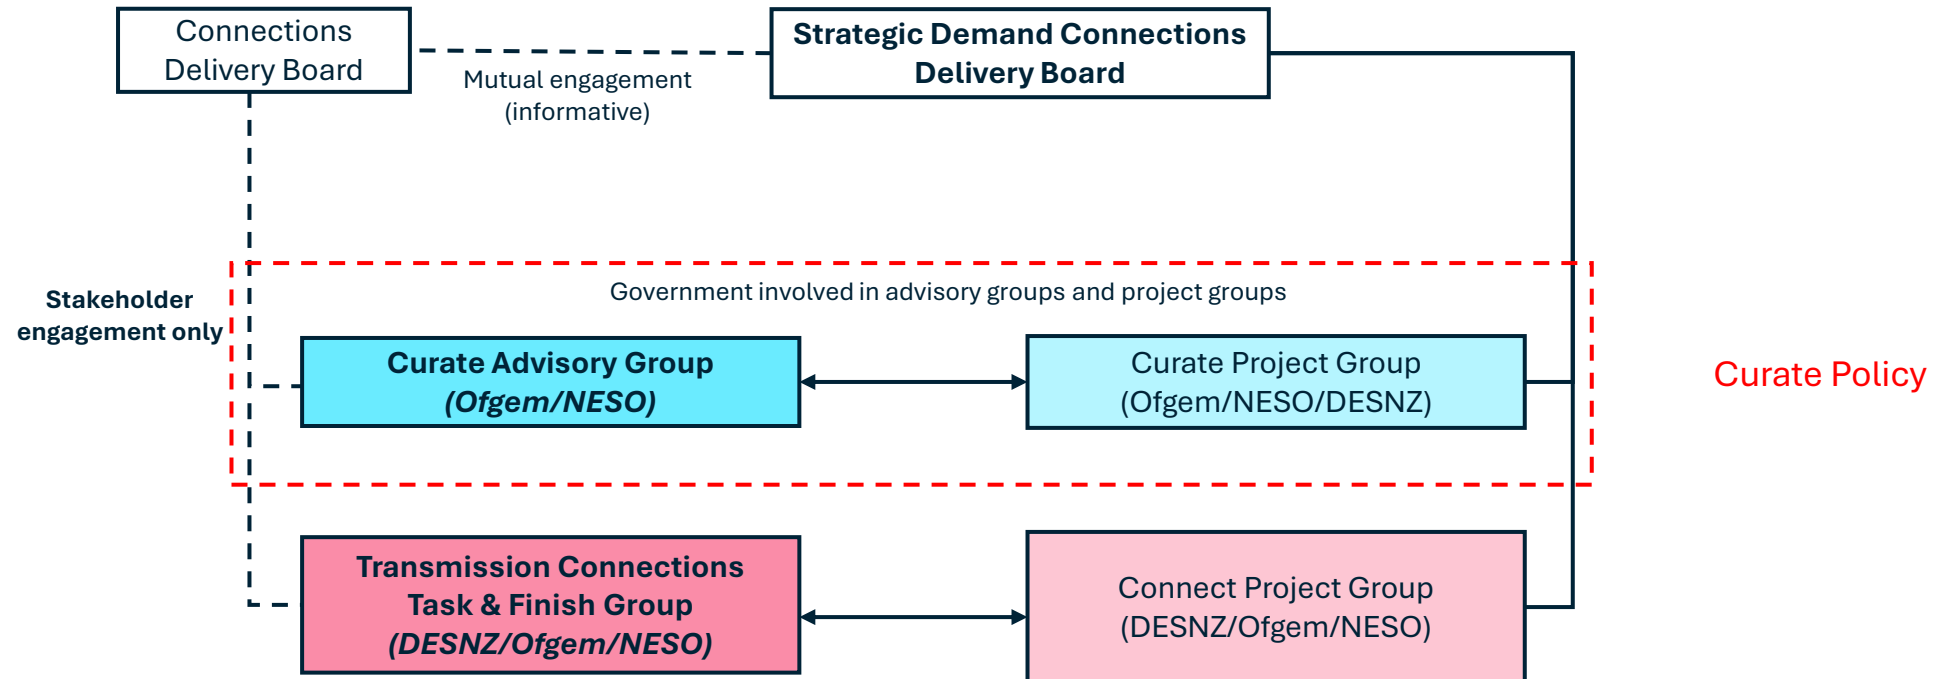 Connections
Delivery Board
Mutual engagement
(informative)
Strategic Demand Connections
Delivery Board
Stakeholder
engagement only
Government involved in advisory groups and project groups
Curate Advisory Group
(Ofgem/NESO)
Curate Project Group
(Ofgem/NESO/DESNZ)
Curate Policy
Transmission Connections
Task & Finish Group
(DESNZ/Ofgem/NESO)
Connect Project Group
(DESNZ/Ofgem/NESO)